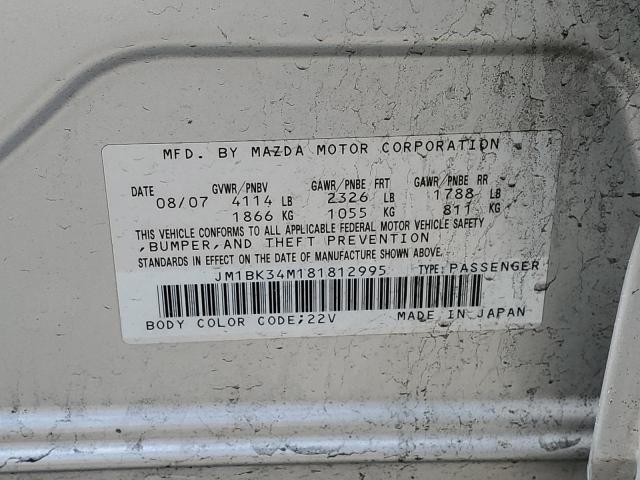 MFD. BY MAZDA MOTOR CORPORATION
DATE GVWR/PNBV GAWR/PNBE FRT GAWR/PNBE RR
08/07 4114 LB 2326 LB 1788 LB
1866 KG 1055 KG 811 KG
THIS VEHICLE CONFORMS TO ALL APPLICABLE FEDERAL MOTOR VEHICLE SAFETY
,BUMPER,AND THEFT PREVENTION
STANDARDS IN EFFECT ON THE DATE OF MANUFACTURE SHOWN ABOVE.
JM1BK34M181812995 TYPE:PASSENGER
BODY COLOR CODE;22V MADE IN JAPAN